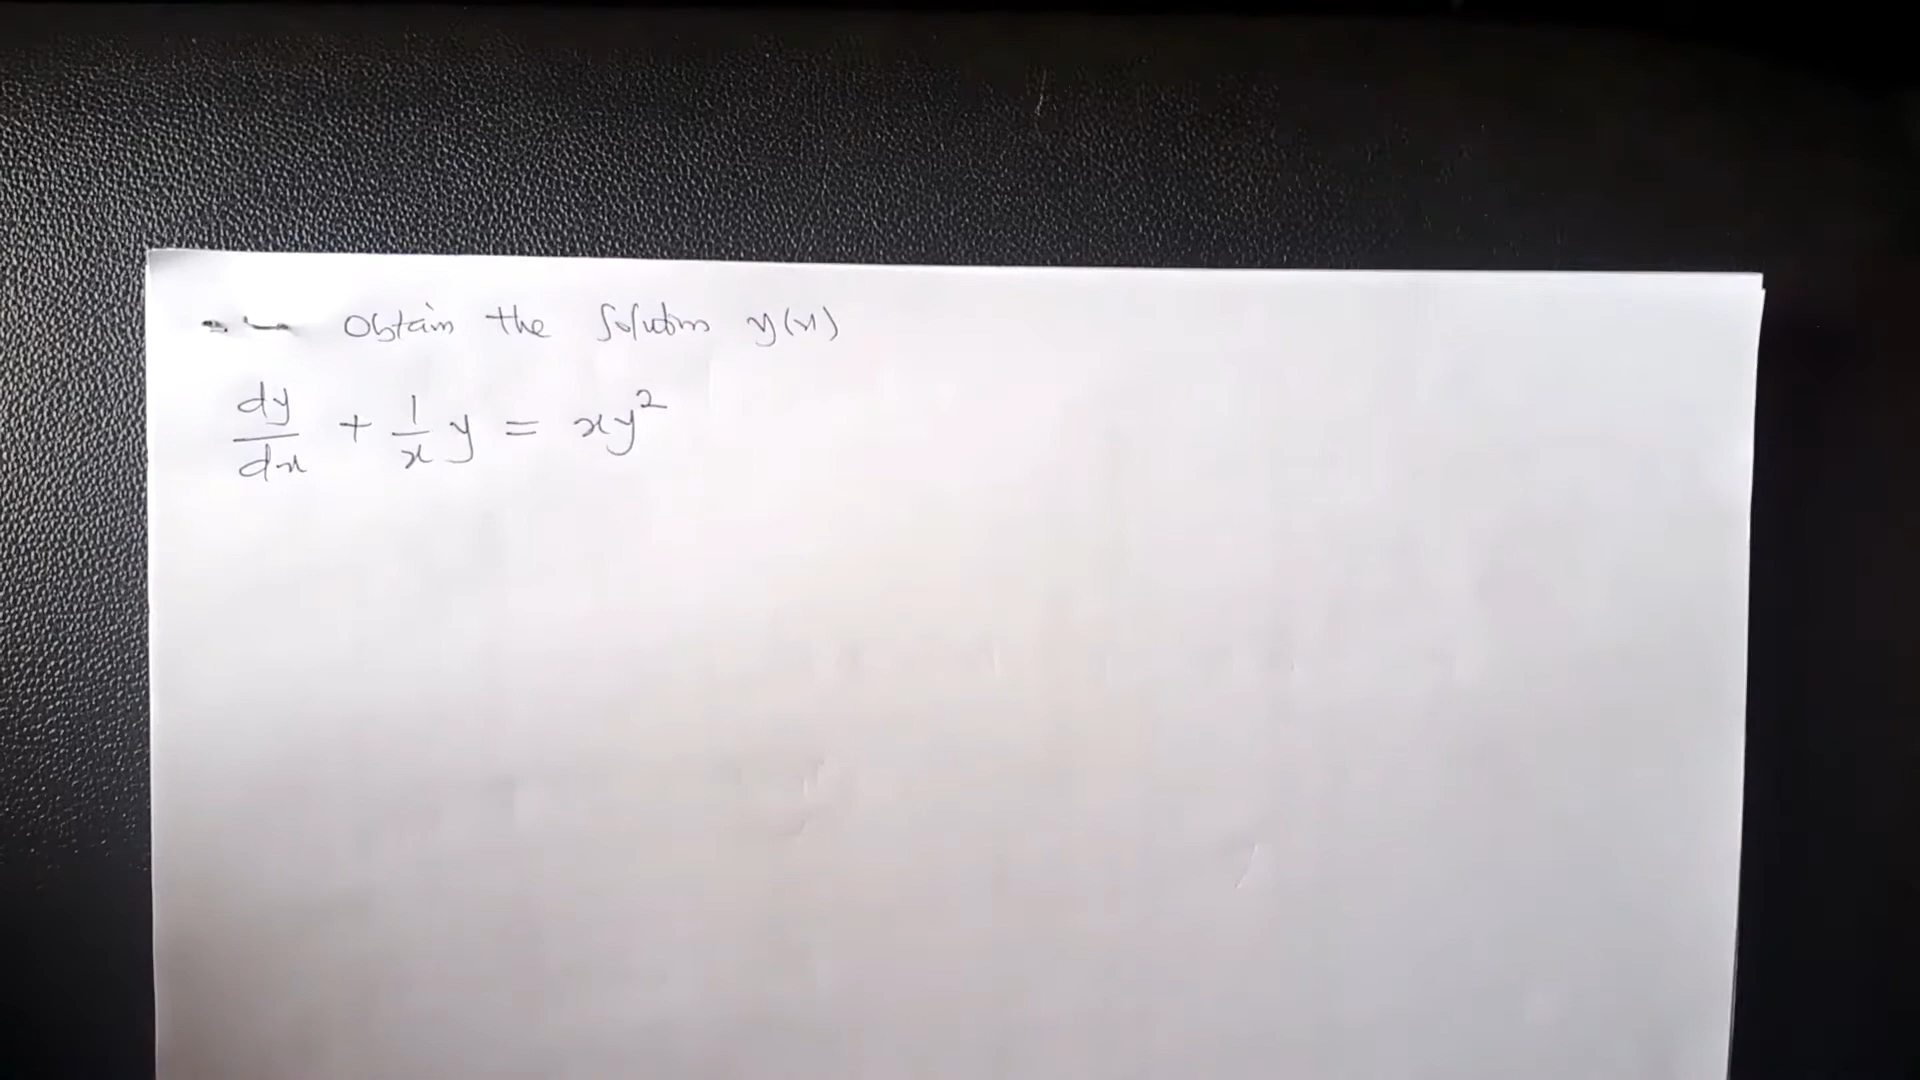 Obtain the Solution y(x)
dy/dx + 1/x y = xy²